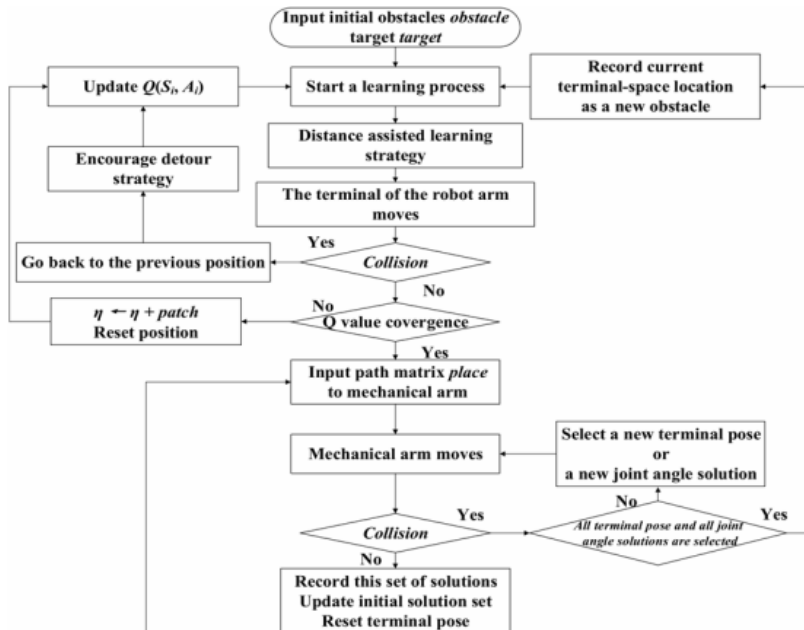 Input initial obstacles obstacle
target target
Update Q(Si, Ai)
Start a learning process
Record current
terminal-space location
as a new obstacle
Distance assisted learning
strategy
Encourage detour
strategy
The terminal of the robot arm
moves
Yes
Go back to the previous position
Collision
No
No
η ← η + patch
Reset position
Q value covergence
Yes
Input path matrix place
to mechanical arm
Select a new terminal pose
or
a new joint angle solution
Mechanical arm moves
No
Yes
Yes
Collision
All terminal pose and all joint
angle solutions are selected
No
Record this set of solutions
Update initial solution set
Reset terminal pose